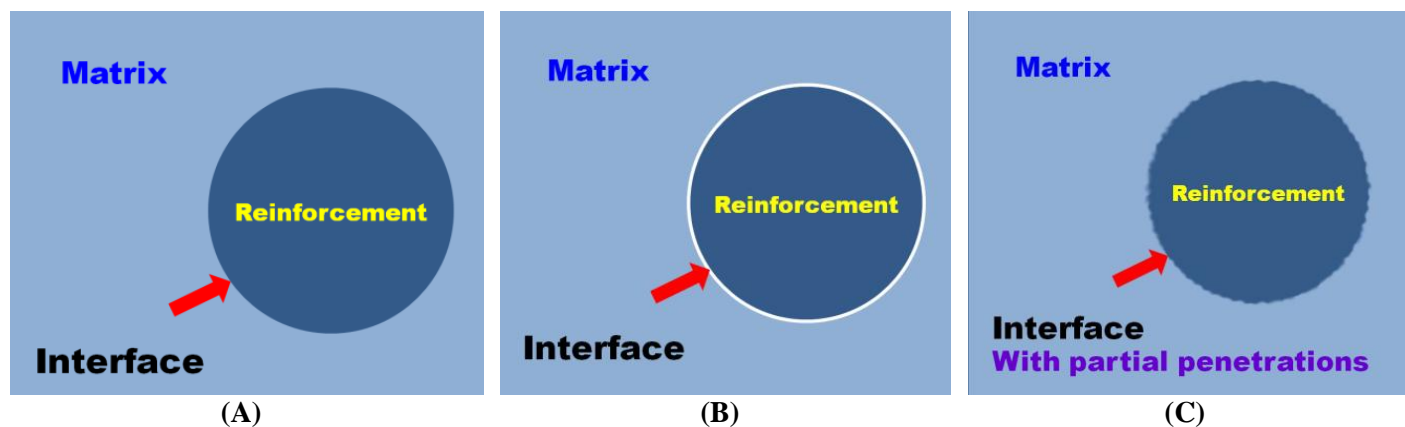 Matrix
Reinforcement
Interface
(A)
Matrix
Reinforcement
Interface
(B)
Matrix
Reinforcement
Interface
With partial penetrations
(C)